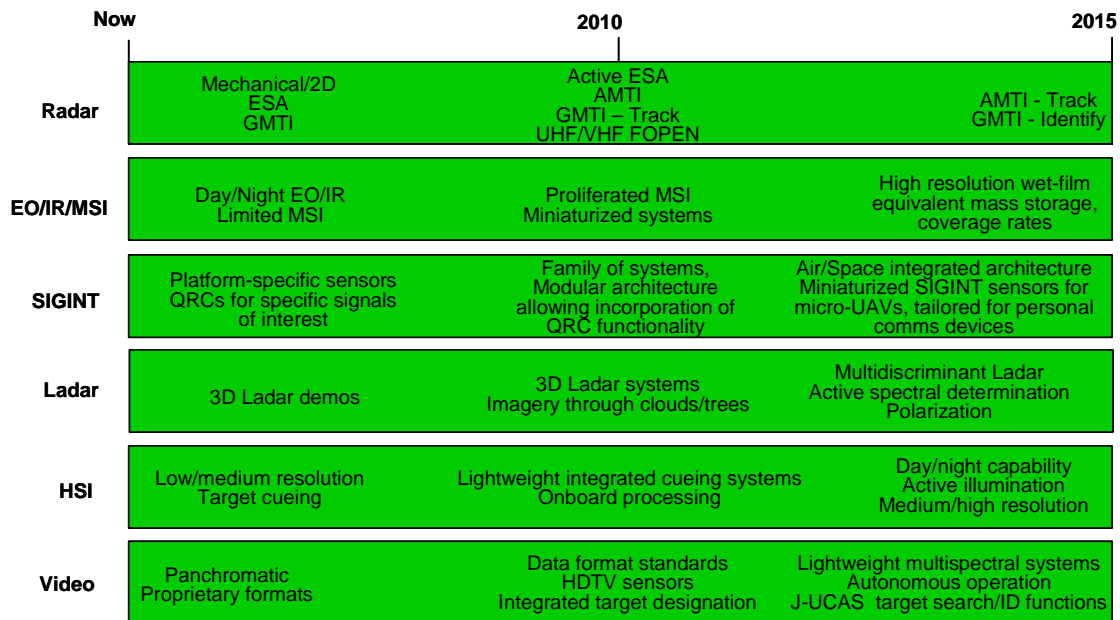 Now
2010
2015
Radar
Mechanical/2D
ESA
GMTI
Active ESA
AMTI
GMTI – Track
UHF/VHF FOPEN
AMTI - Track
GMTI - Identify
EO/IR/MSI
Day/Night EO/IR
Limited MSI
Proliferated MSI
Miniaturized systems
High resolution wet-film
equivalent mass storage,
coverage rates
SIGINT
Platform-specific sensors
QRCs for specific signals
of interest
Family of systems,
Modular architecture
allowing incorporation of
QRC functionality
Air/Space integrated architecture
Miniaturized SIGINT sensors for
micro-UAVs, tailored for personal
comms devices
Ladar
3D Ladar demos
3D Ladar systems
Imagery through clouds/trees
Multidiscriminant Ladar
Active spectral determination
Polarization
HSI
Low/medium resolution
Target cueing
Lightweight integrated cueing systems
Onboard processing
Day/night capability
Active illumination
Medium/high resolution
Video
Panchromatic
Proprietary formats
Data format standards
HDTV sensors
Integrated target designation
Lightweight multispectral systems
Autonomous operation
J-UCAS target search/ID functions